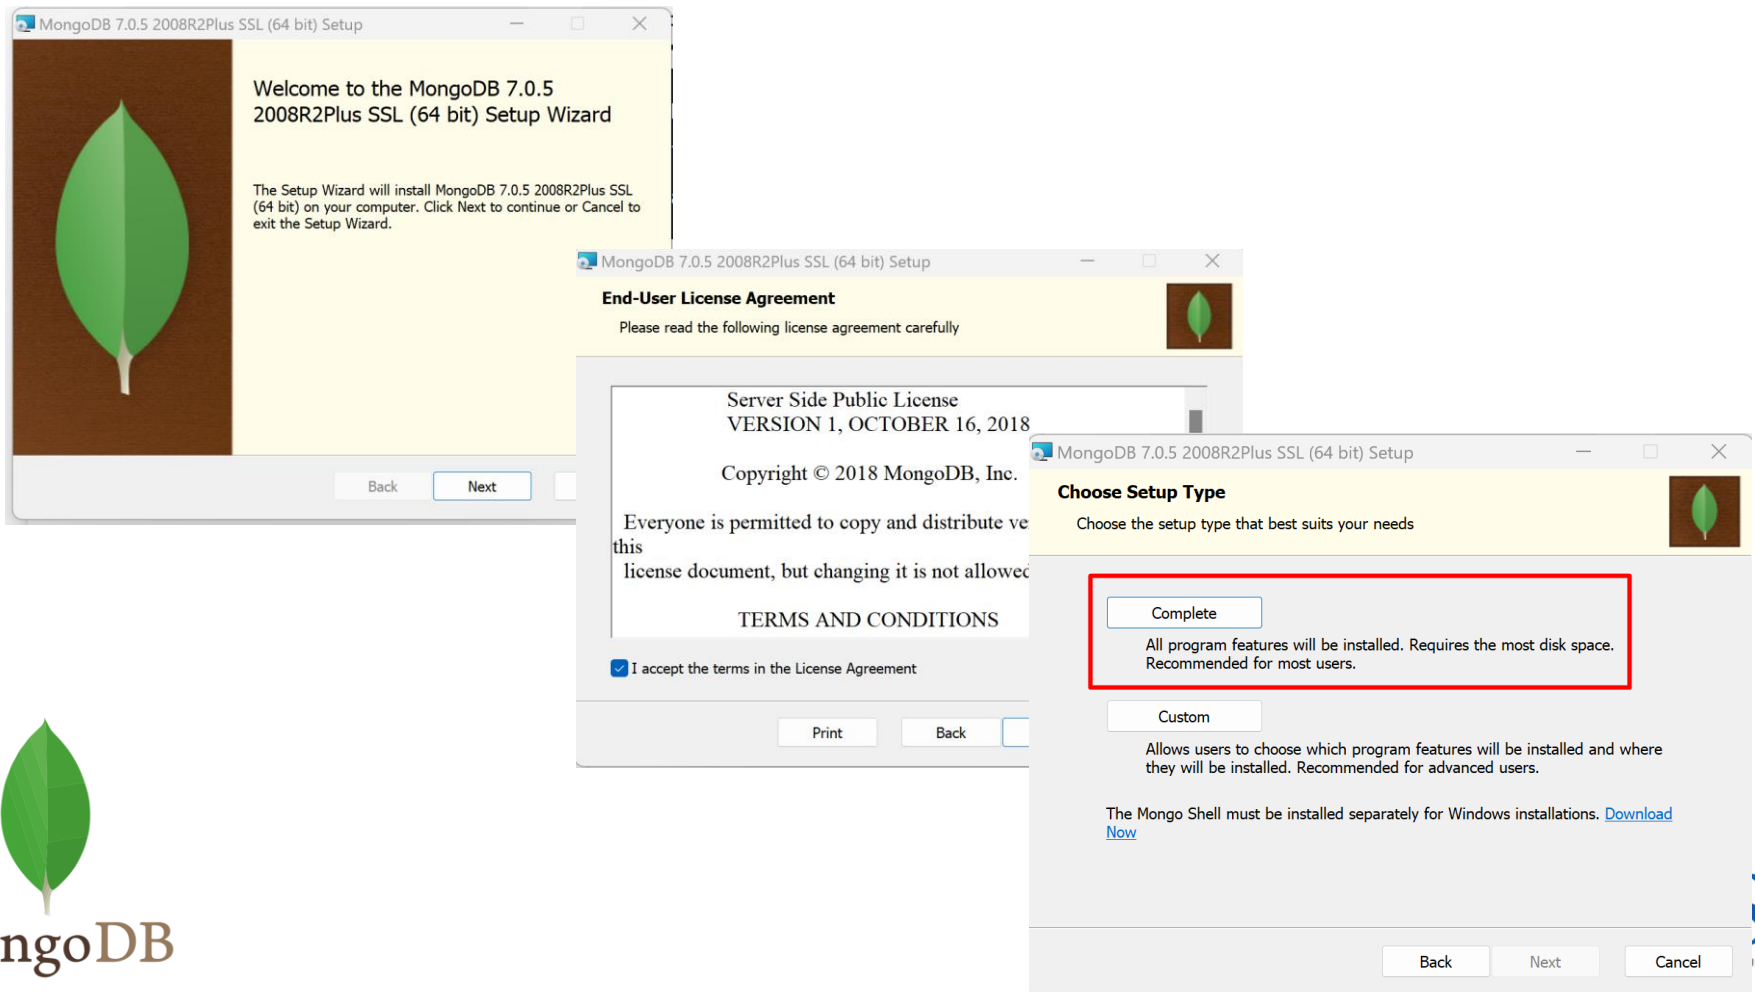 MongoDB 7.0.5 2008R2Plus SSL (64 bit) Setup
Welcome to the MongoDB 7.0.5
2008R2Plus SSL (64 bit) Setup Wizard
The Setup Wizard will install MongoDB 7.0.5 2008R2Plus SSL
(64 bit) on your computer. Click Next to continue or Cancel to
exit the Setup Wizard.
Back Next
MongoDB 7.0.5 2008R2Plus SSL (64 bit) Setup
End-User License Agreement
Please read the following license agreement carefully
Server Side Public License
VERSION 1, OCTOBER 16, 2018
Copyright © 2018 MongoDB, Inc.
Everyone is permitted to copy and distribute ve
this
license document, but changing it is not allowed
TERMS AND CONDITIONS
I accept the terms in the License Agreement
Print Back
MongoDB 7.0.5 2008R2Plus SSL (64 bit) Setup
Choose Setup Type
Choose the setup type that best suits your needs
Complete
All program features will be installed. Requires the most disk space.
Recommended for most users.
Custom
Allows users to choose which program features will be installed and where
they will be installed. Recommended for advanced users.
The Mongo Shell must be installed separately for Windows installations. Download
Now
Back Next Cancel
ngoDB